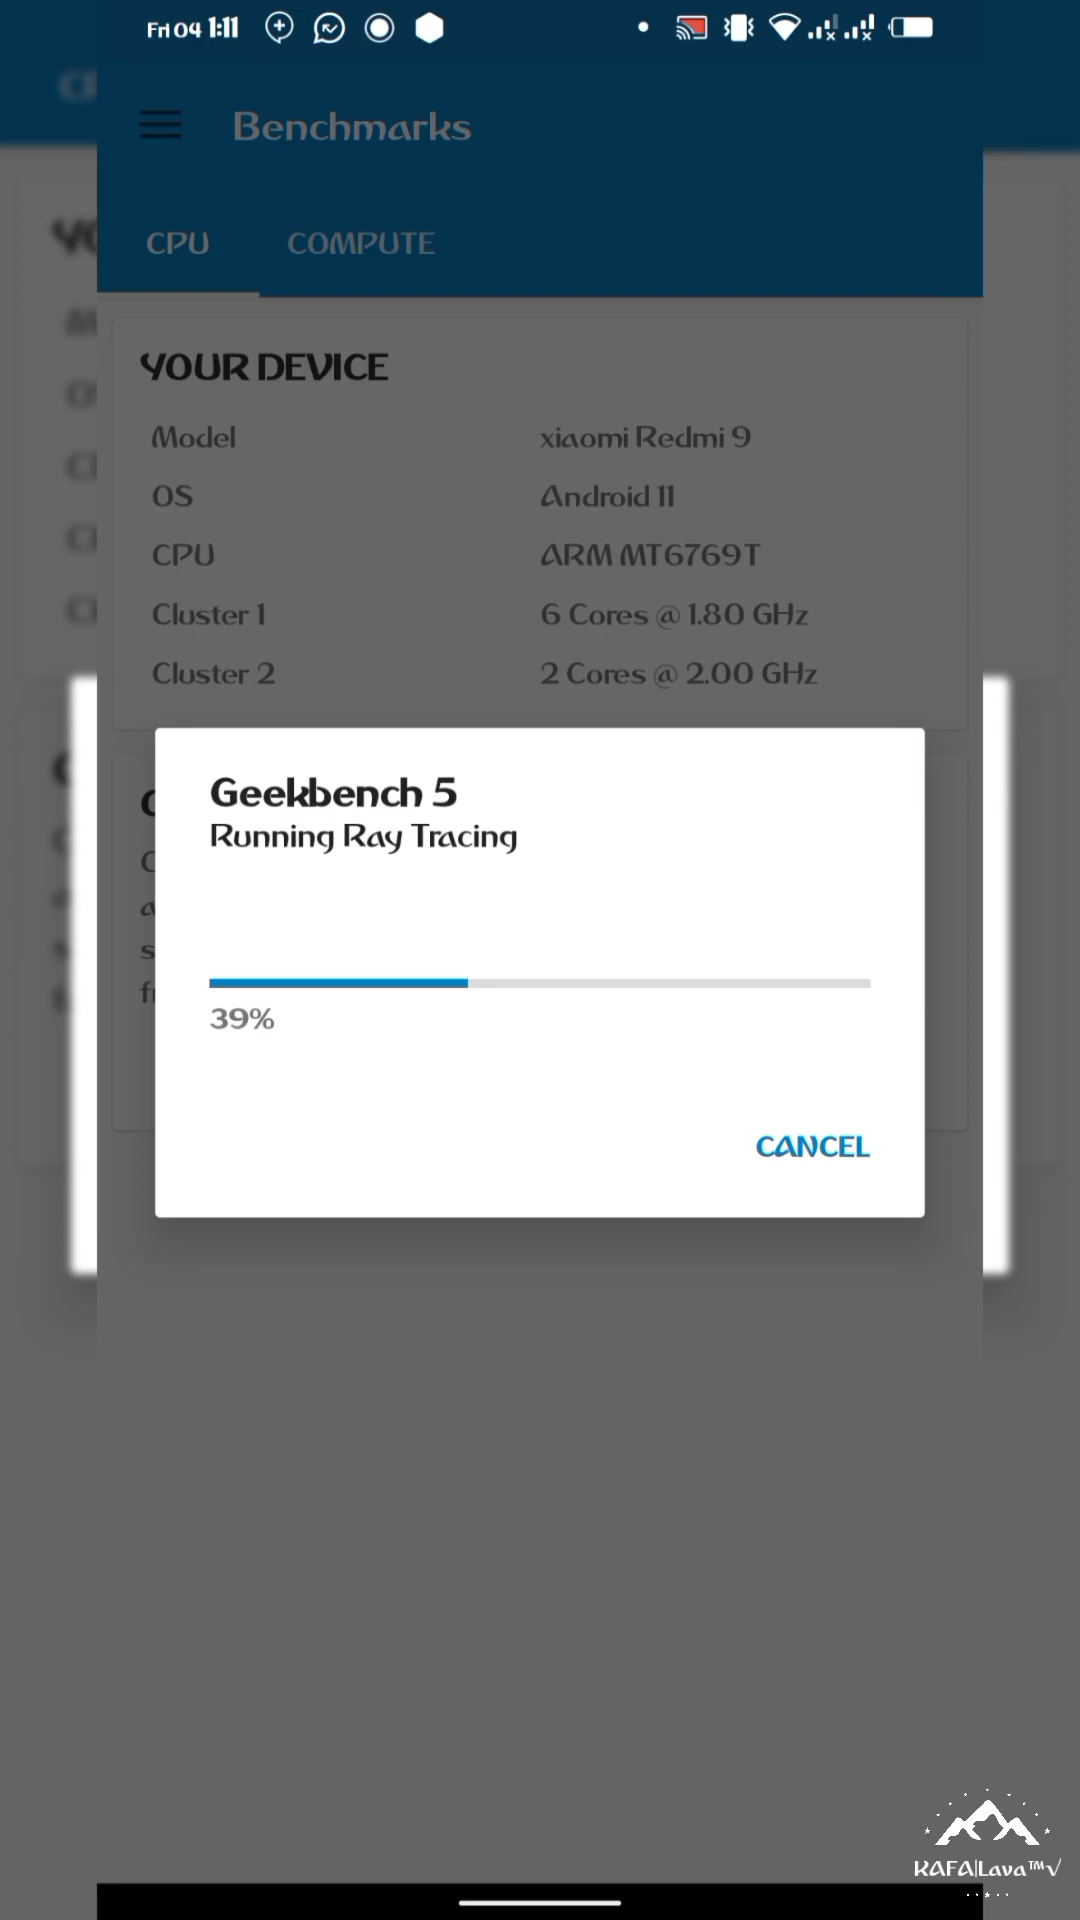 Fri 04 1:11
Benchmarks
CPU COMPUTE
YOUR DEVICE
Model xiaomi Redmi 9
OS Android 11
CPU ARM MT6769T
Cluster 1 6 Cores @ 1.80 GHz
Cluster 2 2 Cores @ 2.00 GHz
Geekbench 5
Running Ray Tracing
39%
CANCEL
KAFA|Lava™√